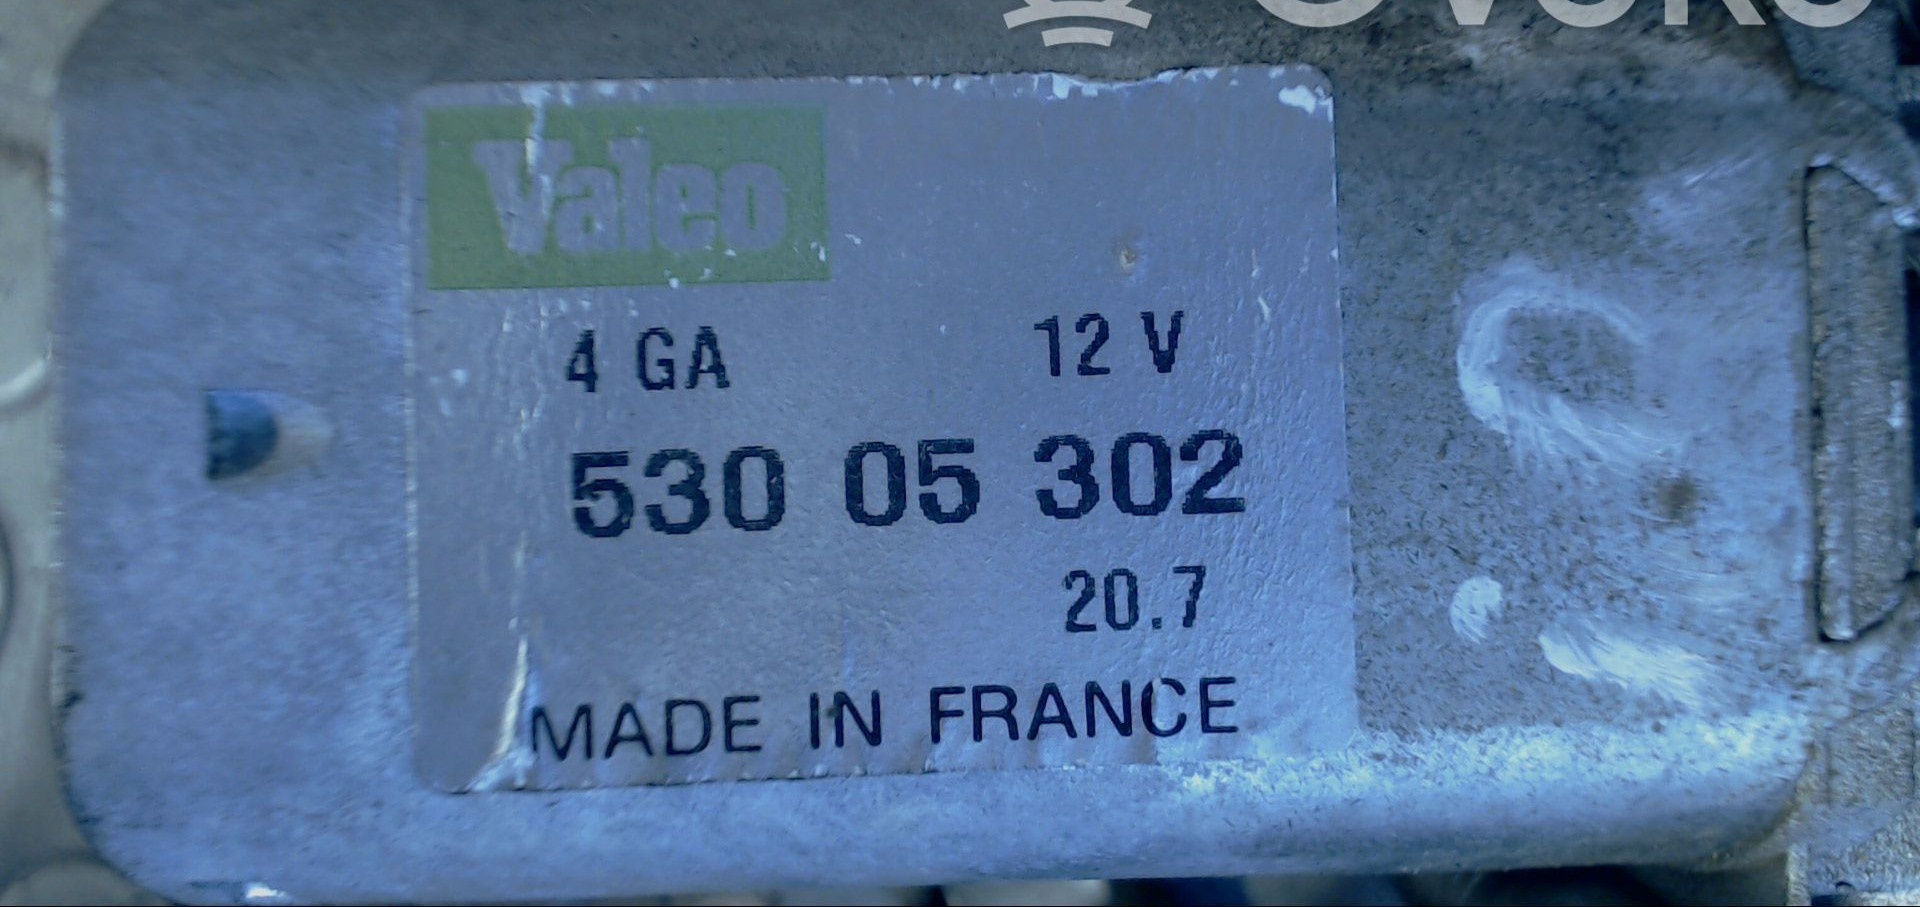 Valeo
4 GA 12 V
530 05 302
20.7
MADE IN FRANCE